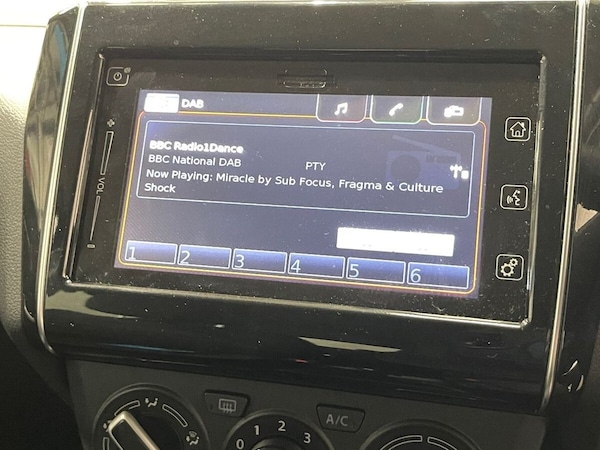 DAB
BBC Radio1Dance
BBC National DAB PTY
Now Playing: Miracle by Sub Focus, Fragma & Culture
Shock
1 2 3 4 5 6
+
VOL
−
A/C
0 1 2 3